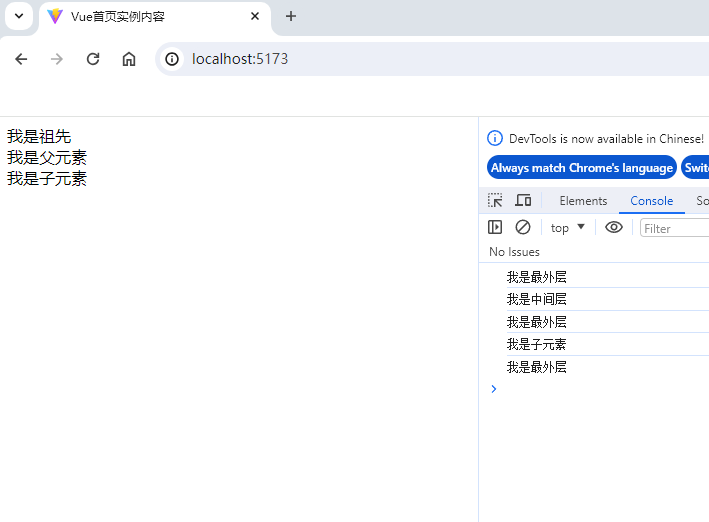 Vue首页实例内容
localhost:5173
我是祖先
我是父元素
我是子元素
DevTools is now available in Chinese!
Always match Chrome's language
Elements Console
top Filter
No Issues
我是最外层
我是中间层
我是最外层
我是子元素
我是最外层